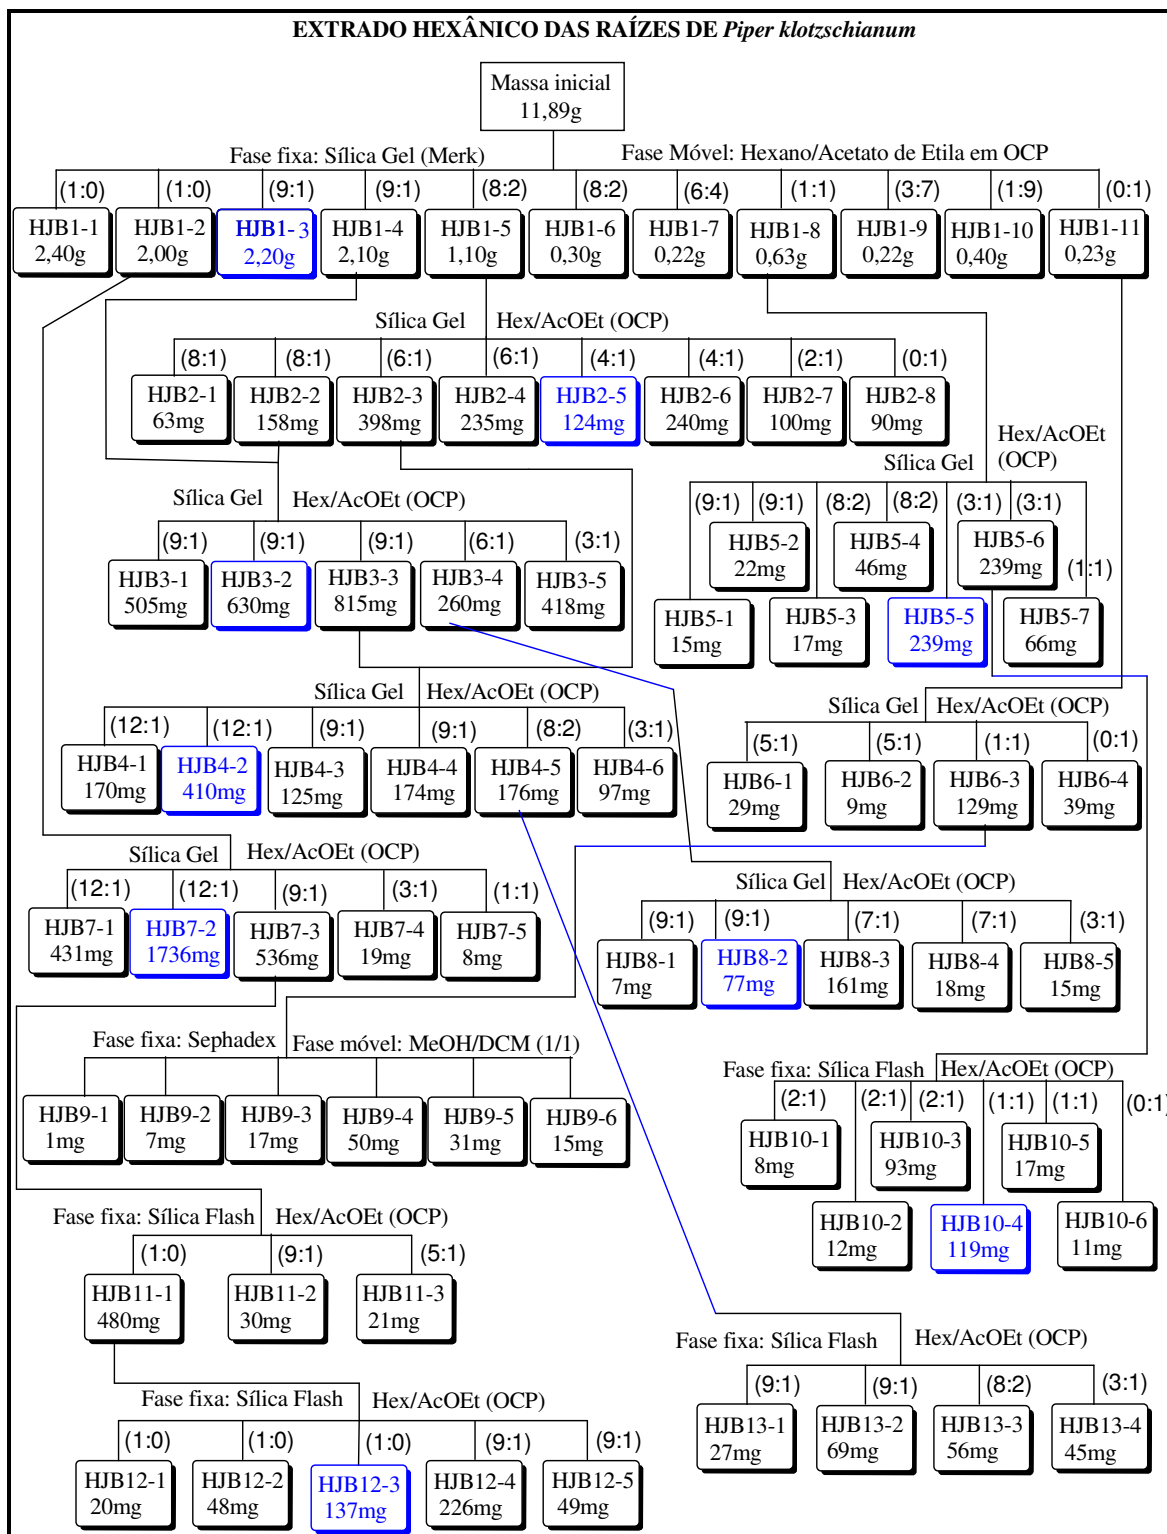 EXTRADO HEXÂNICO DAS RAÍZES DE Piper klotzschianum
Massa inicial
11,89g
Fase fixa: Sílica Gel (Merk) Fase Móvel: Hexano/Acetato de Etila em OCP
(1:0) (1:0) (9:1) (9:1) (8:2) (8:2) (6:4) (1:1) (3:7) (1:9) (0:1)
HJB1-1 HJB1-2 HJB1-3 HJB1-4 HJB1-5 HJB1-6 HJB1-7 HJB1-8 HJB1-9 HJB1-10 HJB1-11
2,40g 2,00g 2,20g 2,10g 1,10g 0,30g 0,22g 0,63g 0,22g 0,40g 0,23g
Sílica Gel Hex/AcOEt (OCP)
(8:1) (8:1) (6:1) (6:1) (4:1) (4:1) (2:1) (0:1)
HJB2-1 HJB2-2 HJB2-3 HJB2-4 HJB2-5 HJB2-6 HJB2-7 HJB2-8
63mg 158mg 398mg 235mg 124mg 240mg 100mg 90mg
Hex/AcOEt
Sílica Gel (OCP)
(9:1) (9:1) (8:2) (8:2) (3:1) (3:1)
HJB5-2 HJB5-4 HJB5-6
22mg 46mg 239mg
(1:1)
HJB5-1 HJB5-3 HJB5-5 HJB5-7
15mg 17mg 239mg 66mg
Sílica Gel Hex/AcOEt (OCP)
(9:1) (9:1) (9:1) (6:1) (3:1)
HJB3-1 HJB3-2 HJB3-3 HJB3-4 HJB3-5
505mg 630mg 815mg 260mg 418mg
Sílica Gel Hex/AcOEt (OCP)
(12:1) (12:1) (9:1) (9:1) (8:2) (3:1)
HJB4-1 HJB4-2 HJB4-3 HJB4-4 HJB4-5 HJB4-6
170mg 410mg 125mg 174mg 176mg 97mg
Sílica Gel Hex/AcOEt (OCP)
(5:1) (5:1) (1:1) (0:1)
HJB6-1 HJB6-2 HJB6-3 HJB6-4
29mg 9mg 129mg 39mg
Sílica Gel Hex/AcOEt (OCP)
(12:1) (12:1) (9:1) (3:1) (1:1)
HJB7-1 HJB7-2 HJB7-3 HJB7-4 HJB7-5
431mg 1736mg 536mg 19mg 8mg
Sílica Gel Hex/AcOEt (OCP)
(9:1) (9:1) (7:1) (7:1) (3:1)
HJB8-1 HJB8-2 HJB8-3 HJB8-4 HJB8-5
7mg 77mg 161mg 18mg 15mg
Fase fixa: Sephadex Fase móvel: MeOH/DCM (1/1)
HJB9-1 HJB9-2 HJB9-3 HJB9-4 HJB9-5 HJB9-6
1mg 7mg 17mg 50mg 31mg 15mg
Fase fixa: Sílica Flash Hex/AcOEt (OCP)
(2:1) (2:1) (2:1) (1:1) (1:1) (0:1)
HJB10-1 HJB10-3 HJB10-5
8mg 93mg 17mg
HJB10-2 HJB10-4 HJB10-6
12mg 119mg 11mg
Fase fixa: Sílica Flash Hex/AcOEt (OCP)
(1:0) (9:1) (5:1)
HJB11-1 HJB11-2 HJB11-3
480mg 30mg 21mg
Fase fixa: Sílica Flash Hex/AcOEt (OCP)
(9:1) (9:1) (8:2) (3:1)
HJB13-1 HJB13-2 HJB13-3 HJB13-4
27mg 69mg 56mg 45mg
Fase fixa: Sílica Flash Hex/AcOEt (OCP)
(1:0) (1:0) (1:0) (9:1) (9:1)
HJB12-1 HJB12-2 HJB12-3 HJB12-4 HJB12-5
20mg 48mg 137mg 226mg 49mg